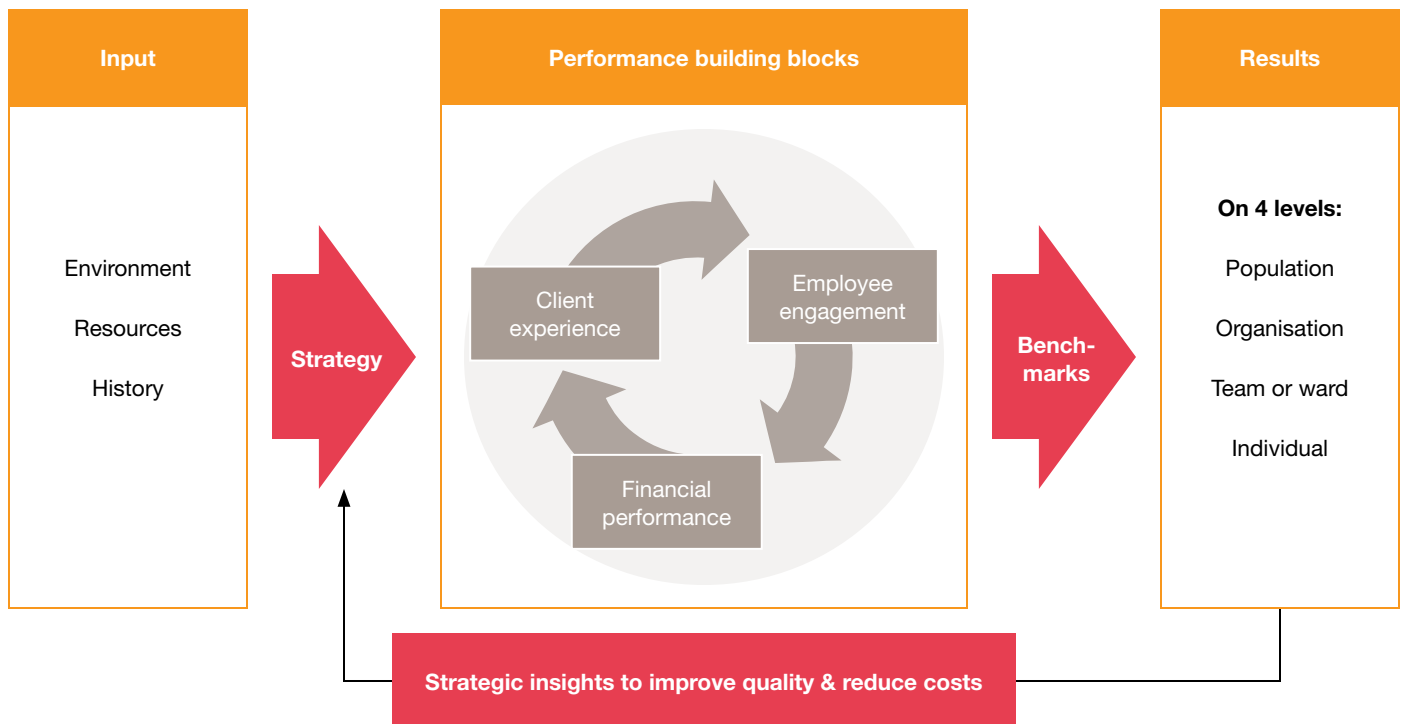 Input
Environment
Resources
History
Strategy
Performance building blocks
Client
experience
Employee
engagement
Financial
performance
Bench-
marks
Results
On 4 levels:
Population
Organisation
Team or ward
Individual
Strategic insights to improve quality & reduce costs